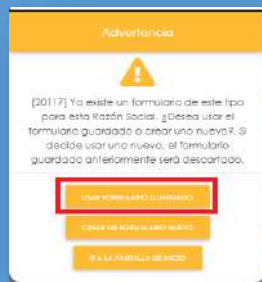 Advertencia
[20117] Ya existe un formulario de este tipo
para esta Razón Social. ¿Desea usar el
formulario guardado o crear uno nuevo?. Si
decide usar uno nuevo, el formulario
guardado anteriormente será descartado.
USAR FORMULARIO GUARDADO
CREAR UN FORMULARIO NUEVO
IR A LA PANTALLA DE INICIO